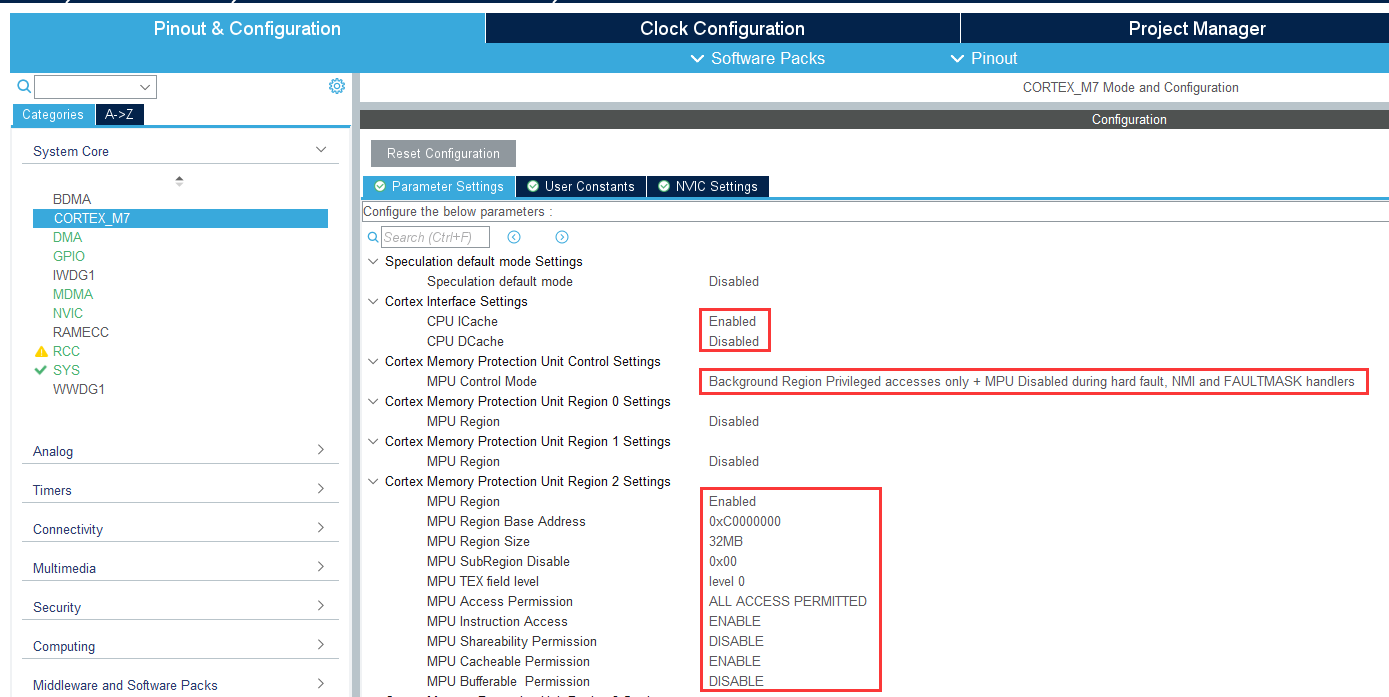 Pinout & Configuration
Clock Configuration
Project Manager
Software Packs
Pinout
CORTEX_M7 Mode and Configuration
Categories
A->Z
Configuration
System Core
Reset Configuration
BDMA
CORTEX_M7
DMA
GPIO
IWDG1
MDMA
NVIC
RAMECC
RCC
SYS
WWDG1
Analog
Timers
Connectivity
Multimedia
Security
Computing
Middleware and Software Packs
Parameter Settings
User Constants
NVIC Settings
Configure the below parameters :
Search (Ctrl+F)
Speculation default mode Settings
Speculation default mode Disabled
Cortex Interface Settings
CPU ICache Enabled
CPU DCache Disabled
Cortex Memory Protection Unit Control Settings
MPU Control Mode Background Region Privileged accesses only + MPU Disabled during hard fault, NMI and FAULTMASK handlers
Cortex Memory Protection Unit Region 0 Settings
MPU Region Disabled
Cortex Memory Protection Unit Region 1 Settings
MPU Region Disabled
Cortex Memory Protection Unit Region 2 Settings
MPU Region Enabled
MPU Region Base Address 0xC0000000
MPU Region Size 32MB
MPU SubRegion Disable 0x00
MPU TEX field level level 0
MPU Access Permission ALL ACCESS PERMITTED
MPU Instruction Access ENABLE
MPU Shareability Permission DISABLE
MPU Cacheable Permission ENABLE
MPU Bufferable Permission DISABLE